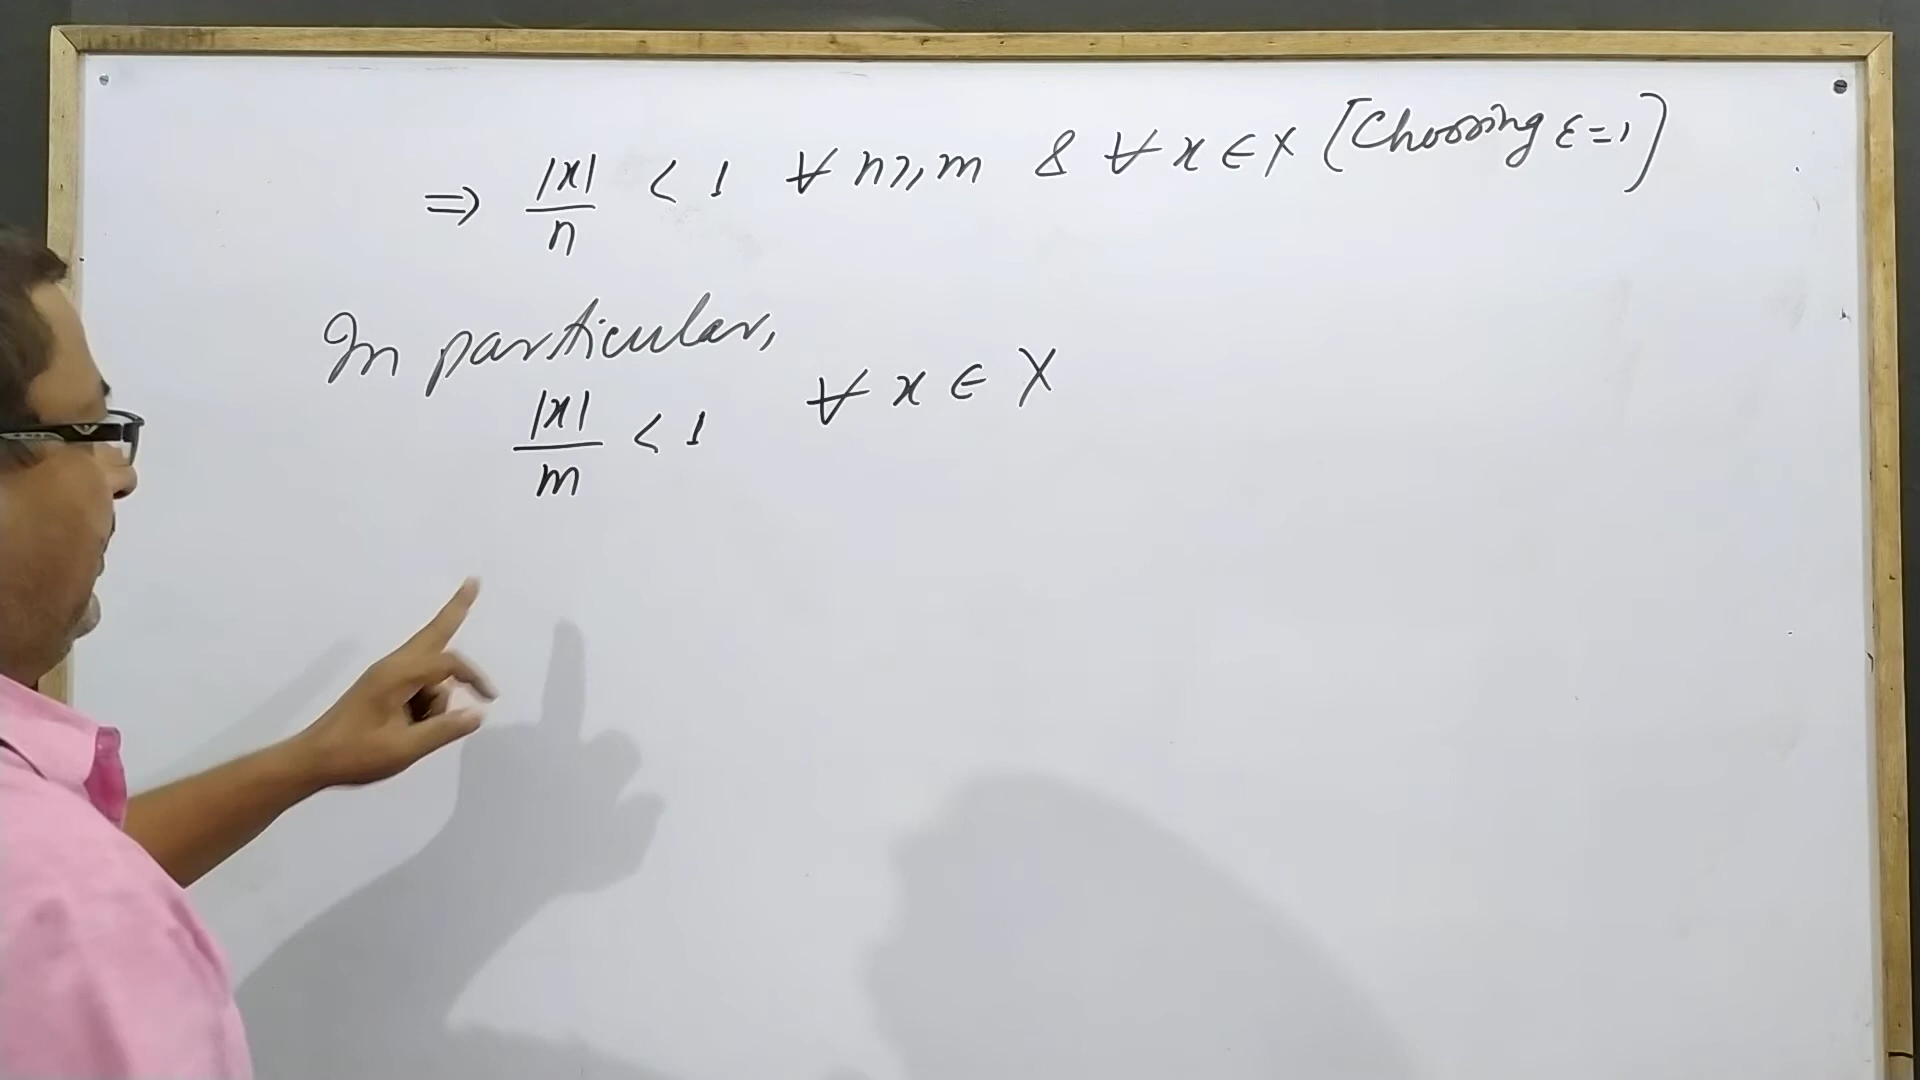 ⇒ |x|/n < 1 ∀ n ⩾ m & ∀ x ∈ X [Choosing ε=1]
In particular,
|x|/m < 1 ∀ x ∈ X